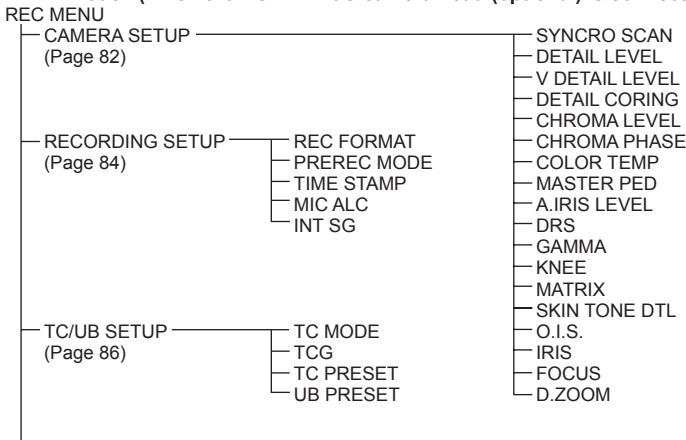 REC MENU
CAMERA SETUP
(Page 82)
SYNCRO SCAN
DETAIL LEVEL
V DETAIL LEVEL
DETAIL CORING
CHROMA LEVEL
CHROMA PHASE
COLOR TEMP
MASTER PED
A.IRIS LEVEL
DRS
GAMMA
KNEE
MATRIX
SKIN TONE DTL
O.I.S.
IRIS
FOCUS
D.ZOOM
RECORDING SETUP
(Page 84)
REC FORMAT
PREREC MODE
TIME STAMP
MIC ALC
INT SG
TC/UB SETUP
(Page 86)
TC MODE
TCG
TC PRESET
UB PRESET